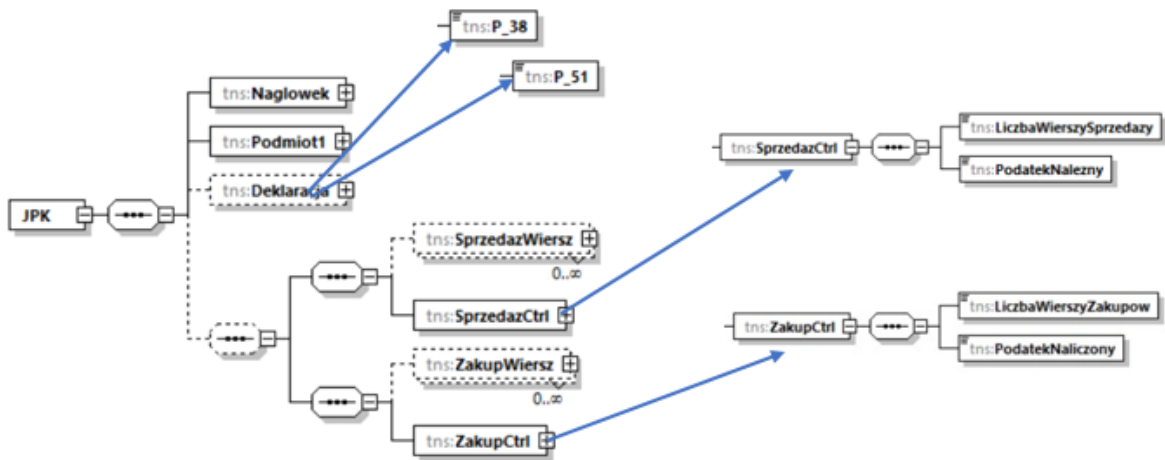 tns:P_38
tns:P_51
tns:Naglowek
tns:Podmiot1
tns:Deklaracja
JPK
tns:SprzedazWiersz
0..∞
tns:SprzedazCtrl
tns:ZakupWiersz
0..∞
tns:ZakupCtrl
tns:SprzedazCtrl
tns:LiczbaWierszySprzedazy
tns:PodatekNalezny
tns:ZakupCtrl
tns:LiczbaWierszyZakupow
tns:PodatekNaliczony